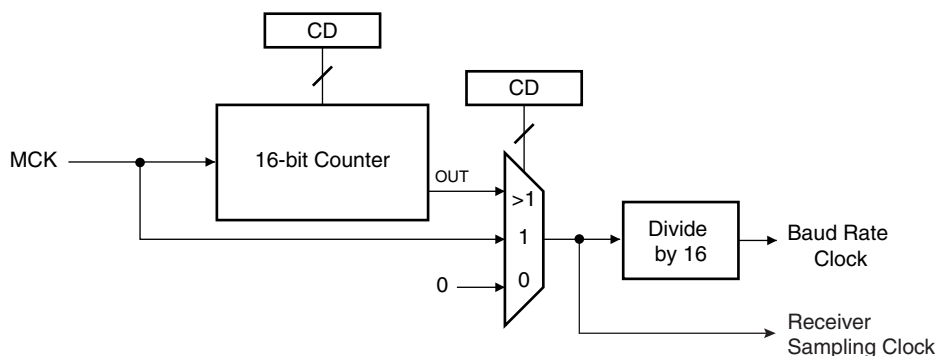 CD
CD
MCK
16-bit Counter
OUT
>1
1
0
0
Divide
by 16
Baud Rate
Clock
Receiver
Sampling Clock